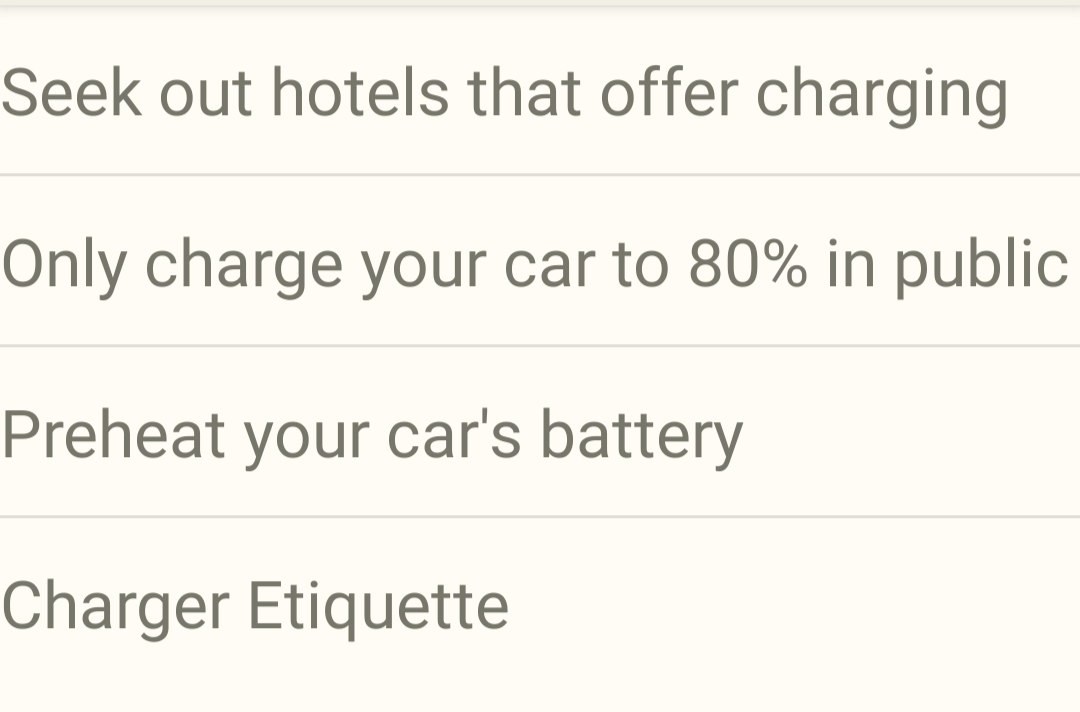 Seek out hotels that offer charging
Only charge your car to 80% in public
Preheat your car's battery
Charger Etiquette